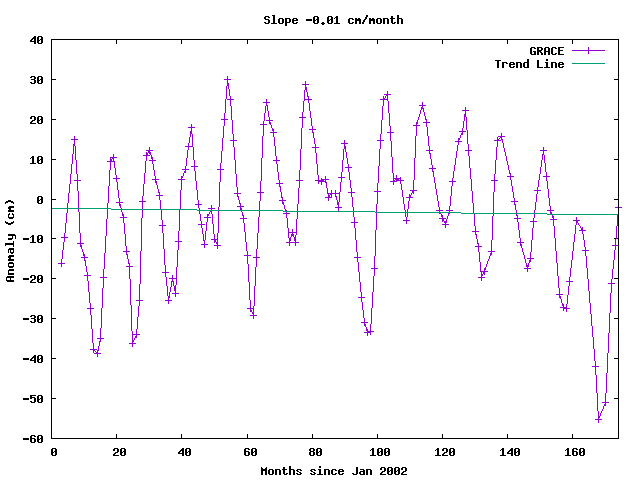 Slope -0.01 cm/month
GRACE
Trend Line
40
30
20
10
0
-10
-20
-30
-40
-50
-60
Anomaly (cm)
0 20 40 60 80 100 120 140 160
Months since Jan 2002